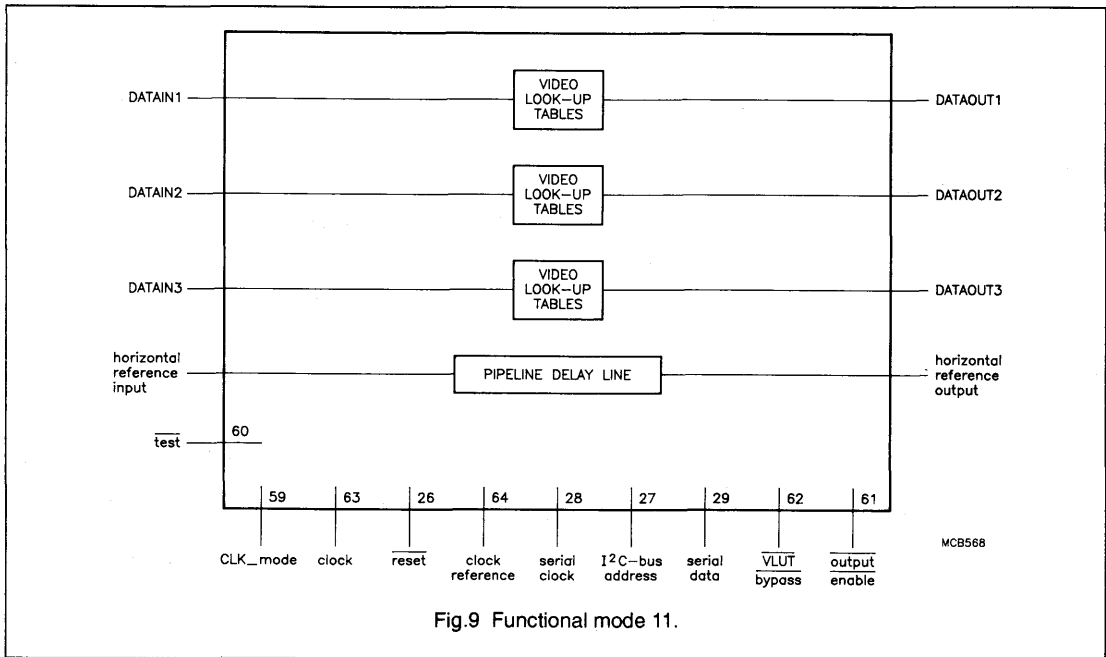 VIDEO
LOOK-UP
TABLES
DATAIN1
DATAOUT1
VIDEO
LOOK-UP
TABLES
DATAIN2
DATAOUT2
VIDEO
LOOK-UP
TABLES
DATAIN3
DATAOUT3
horizontal
reference
input
PIPELINE DELAY LINE
horizontal
reference
output
test
60
59
63
26
64
28
27
29
62
61
MCB568
CLK_mode
clock
reset
clock
reference
serial
clock
I²C-bus
address
serial
data
VLUT
bypass
output
enable
Fig.9 Functional mode 11.